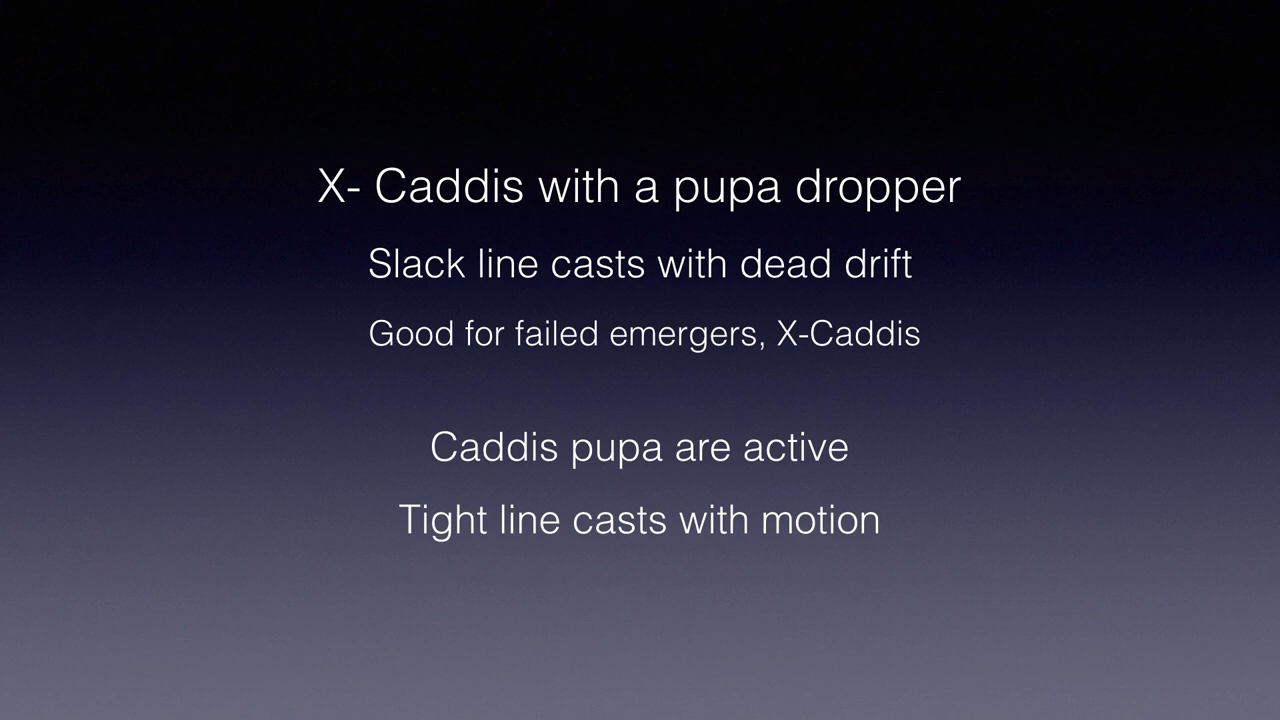 X- Caddis with a pupa dropper
Slack line casts with dead drift
Good for failed emergers, X-Caddis
Caddis pupa are active
Tight line casts with motion